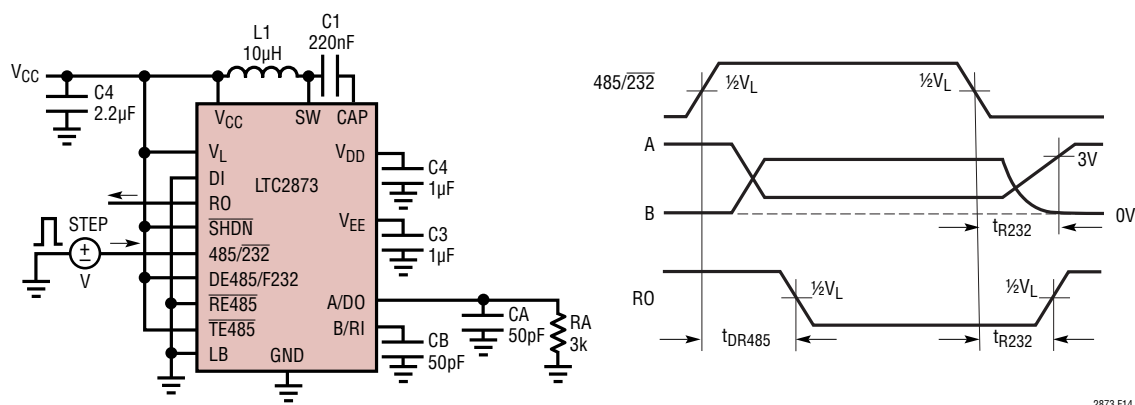 L1
10µH
C1
220nF
VCC
C4
2.2µF
VCC
SW
CAP
VL
DI
RO
SHDN
485/232
DE485/F232
RE485
TE485
LB
GND
LTC2873
VDD
VEE
A/DO
B/RI
C4
1µF
C3
1µF
STEP
+
–
V
CA
50pF
RA
3k
CB
50pF
485/232
½VL
½VL
A
B
3V
0V
tR232
RO
½VL
½VL
tDR485
tR232
2873 F14